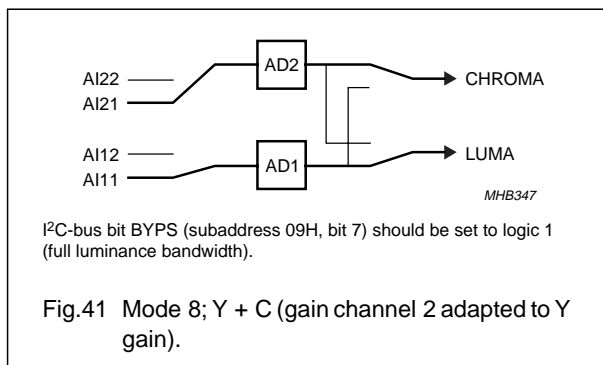 AI22
AI21
AD2
CHROMA
AI12
AI11
AD1
LUMA
MHB347
I²C-bus bit BYPS (subaddress 09H, bit 7) should be set to logic 1
(full luminance bandwidth).
Fig.41 Mode 8; Y + C (gain channel 2 adapted to Y
gain).